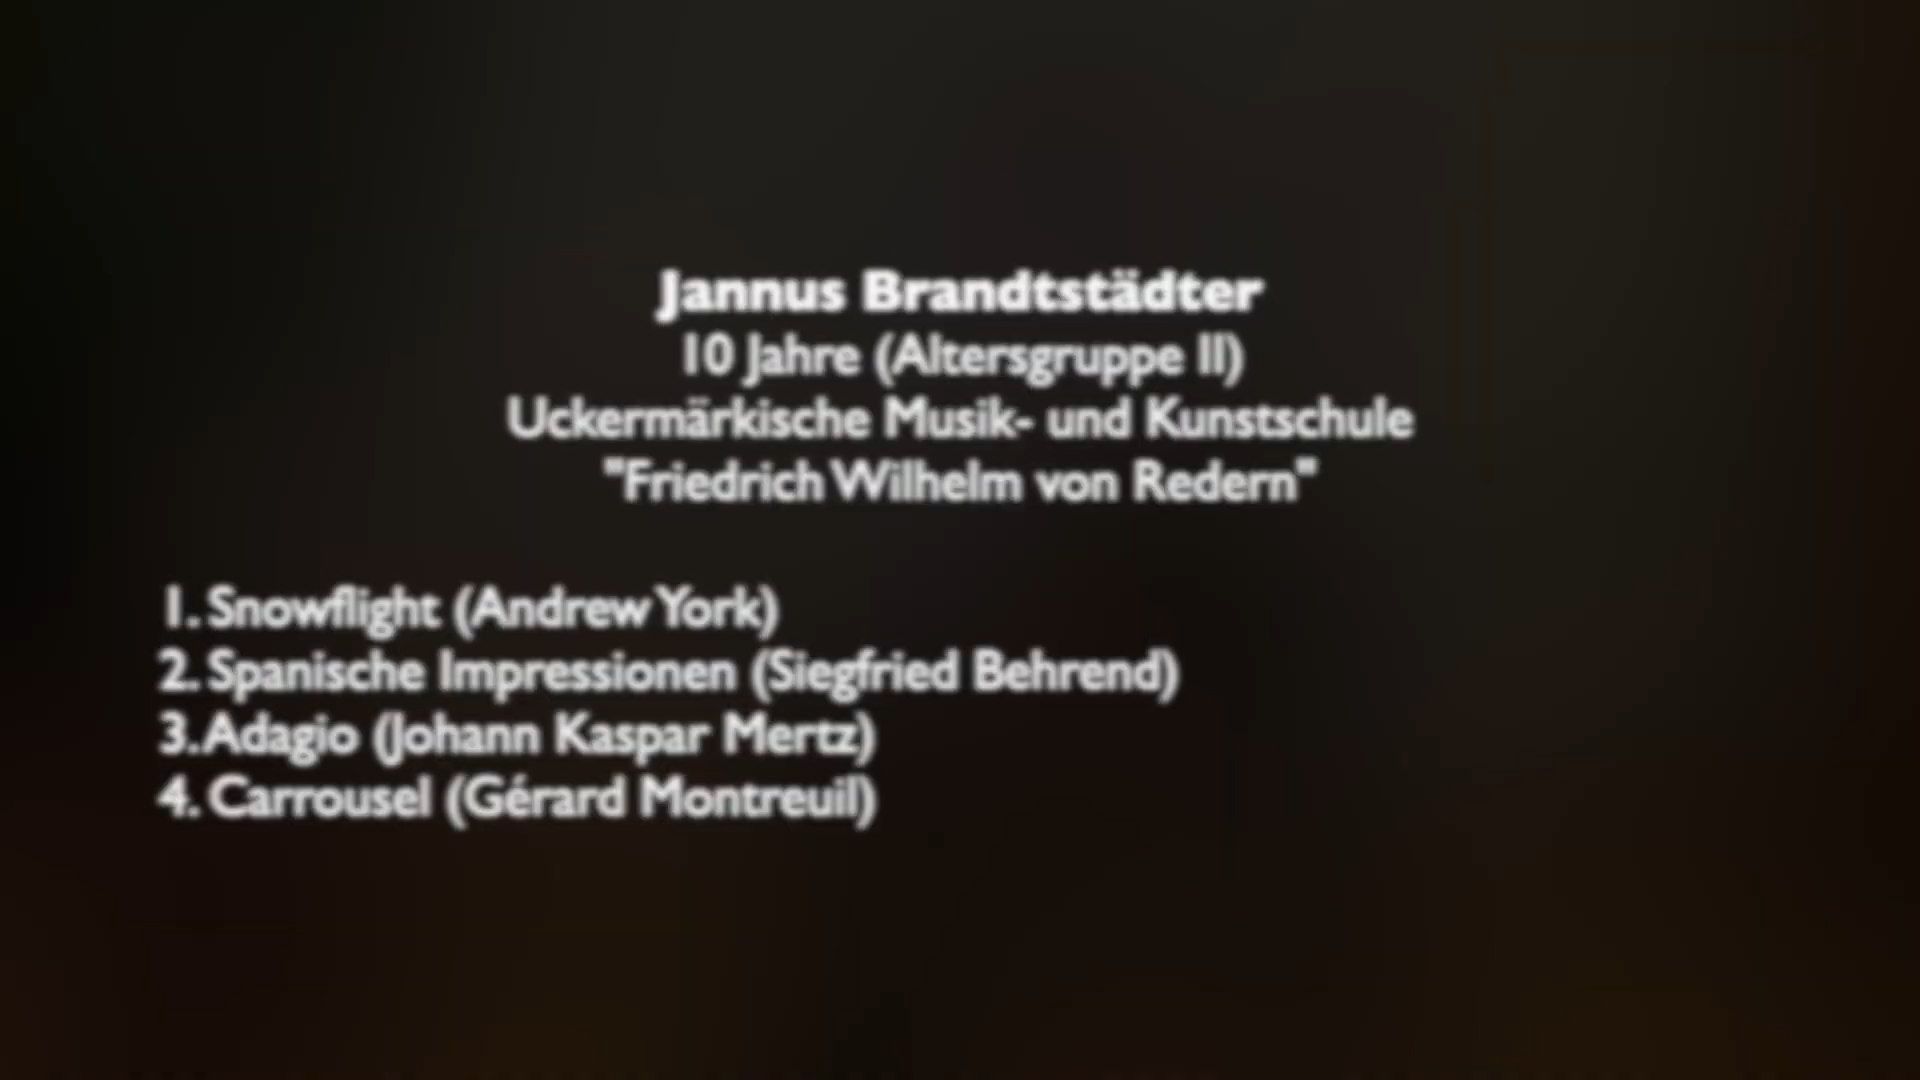 Jannus Brandtstädter
10 Jahre (Altersgruppe II)
Uckermärkische Musik- und Kunstschule
"Friedrich Wilhelm von Redern"
1. Snowflight (Andrew York)
2. Spanische Impressionen (Siegfried Behrend)
3. Adagio (Johann Kaspar Mertz)
4. Carrousel (Gérard Montreuil)